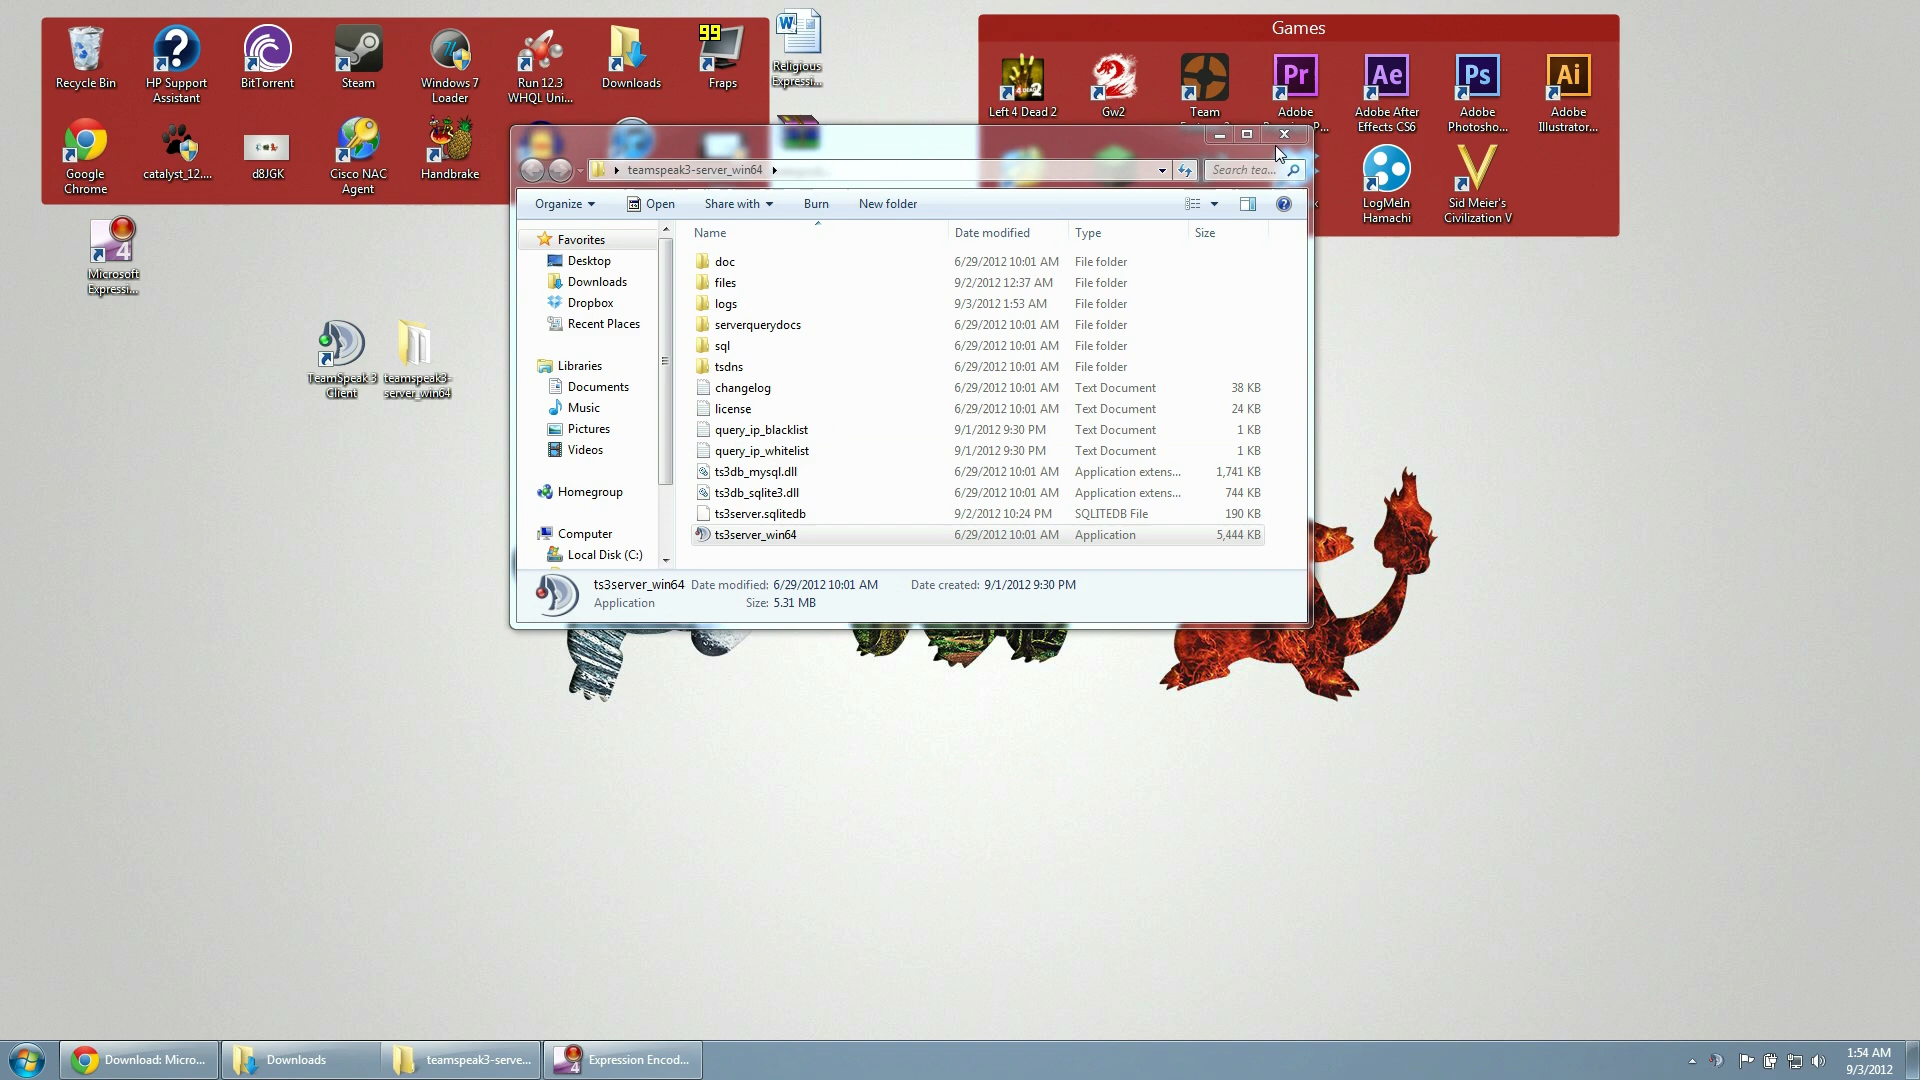 Games
99
Recycle Bin
HP Support
Assistant
BitTorrent
Steam
Windows 7
Loader
Run 12.3
WHQL Uni...
Downloads
Fraps
Religious
Expressi...
Left 4 Dead 2
Gw2
Team
Pr
Adobe
P...
Ae
Adobe After
Effects CS6
Ps
Adobe
Photosho...
Ai
Adobe
Illustrator...
Google
Chrome
catalyst_12....
d8JGK
Cisco NAC
Agent
Handbrake
LogMeIn
Hamachi
Sid Meier's
Civilization V
Microsoft
Expressi...
TeamSpeak 3
Client
teamspeak3-
server_win64
teamspeak3-server_win64
Search tea...
Organize
Open
Share with
Burn
New folder
Name Date modified Type Size
Favorites
Desktop
Downloads
Dropbox
Recent Places
Libraries
Documents
Music
Pictures
Videos
Homegroup
Computer
Local Disk (C:)
doc 6/29/2012 10:01 AM File folder
files 9/2/2012 12:37 AM File folder
logs 9/3/2012 1:53 AM File folder
serverquerydocs 6/29/2012 10:01 AM File folder
sql 6/29/2012 10:01 AM File folder
tsdns 6/29/2012 10:01 AM File folder
changelog 6/29/2012 10:01 AM Text Document 38 KB
license 6/29/2012 10:01 AM Text Document 24 KB
query_ip_blacklist 9/1/2012 9:30 PM Text Document 1 KB
query_ip_whitelist 9/1/2012 9:30 PM Text Document 1 KB
ts3db_mysql.dll 6/29/2012 10:01 AM Application extens... 1,741 KB
ts3db_sqlite3.dll 6/29/2012 10:01 AM Application extens... 744 KB
ts3server.sqlitedb 9/2/2012 10:24 PM SQLITEDB File 190 KB
ts3server_win64 6/29/2012 10:01 AM Application 5,444 KB
ts3server_win64 Date modified: 6/29/2012 10:01 AM Date created: 9/1/2012 9:30 PM
Application Size: 5.31 MB
Download: Micro...
Downloads
teamspeak3-serve...
Expression Encod...
1:54 AM
9/3/2012